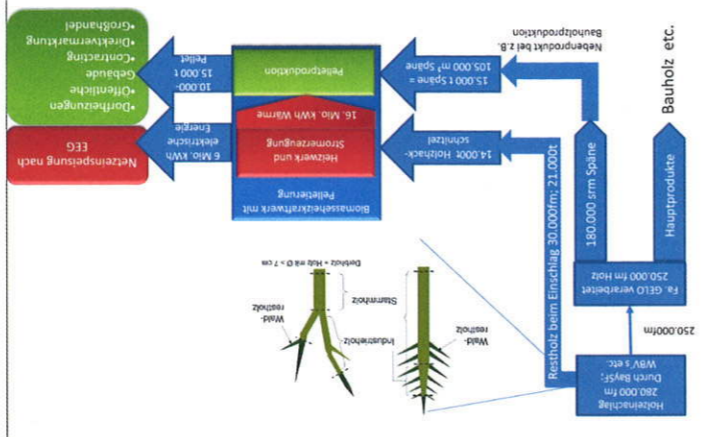 Holzeinschlag
280.000 fm
Durch BaySF;
WBV's etc.
250.000fm
Fa. GELO verarbeitet
250.000 fm Holz
Hauptprodukte
Bauholz etc.
180.000 srm Späne
Nebenproduktion bei z.B.
Bauholzproduktion
Restholz beim Einschlag 30.000fm; 21.000t
Wald-
restholz
Industrieholz
Stammholz
Wald-
restholz
Derbholz = Holz mit Ø > 7 cm
14.000t Holzhack-
schnitzel
15.000 t Späne =
105.000 m³ Späne
Biomasseheizkraftwerk mit
Pelletierung
Heizwerk und
Stromerzeugung
16. Mio. kWh Wärme
Pelletproduktion
6 Mio. kWh
elektrische
Energie
10.000-
15.000 t
Pellet
Netzeinspeisung nach
EEG
•Dorfheizungen
•Öffentliche
Gebäude
•Contracting
•Direktvermarktung
•Großhandel